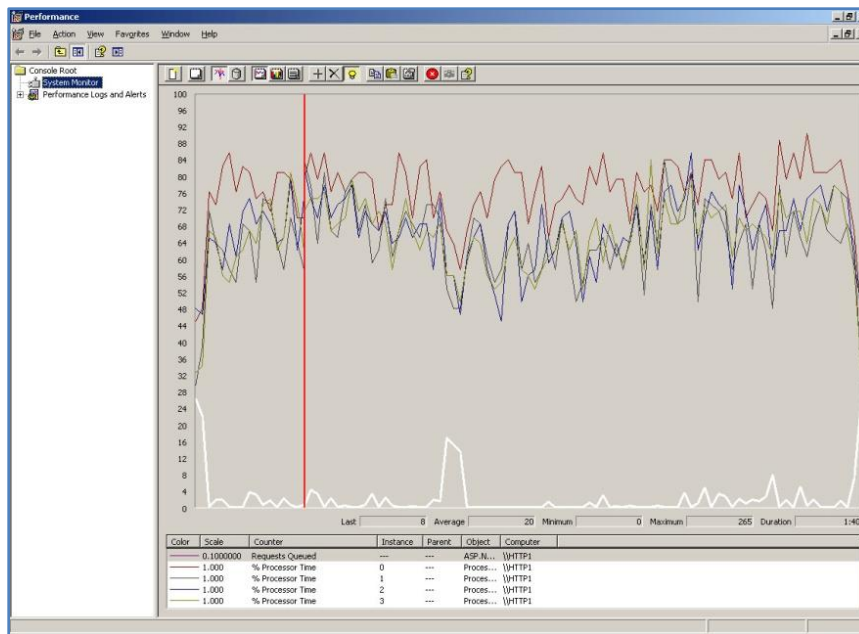 Performance
File Action View Favorites Window Help
Console Root
System Monitor
Performance Logs and Alerts
100
96
92
88
84
80
76
72
68
64
60
56
52
48
44
40
36
32
28
24
20
16
12
8
4
0
Last 8 Average 20 Minimum 0 Maximum 265 Duration 1:40
Color Scale Counter Instance Parent Object Computer
0.1000000 Requests Queued --- --- ASP.N... \\HTTP1
1.000 % Processor Time 0 --- Proces... \\HTTP1
1.000 % Processor Time 1 --- Proces... \\HTTP1
1.000 % Processor Time 2 --- Proces... \\HTTP1
1.000 % Processor Time 3 --- Proces... \\HTTP1